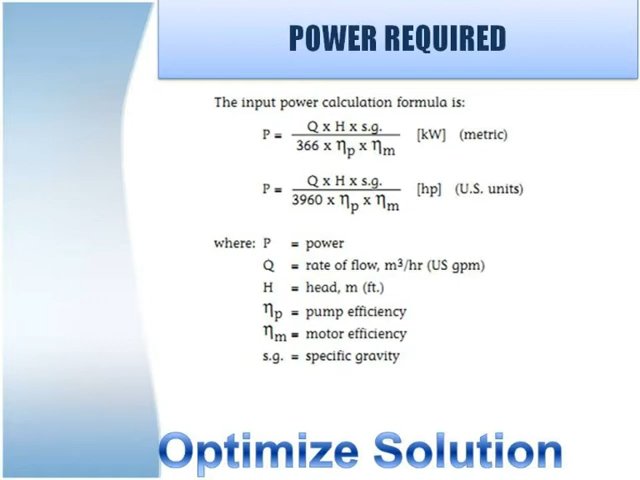 POWER REQUIRED
The input power calculation formula is:
P = Q x H x s.g. / 366 x ηp x ηm [kW] (metric)
P = Q x H x s.g. / 3960 x ηp x ηm [hp] (U.S. units)
where: P = power
Q = rate of flow, m³/hr (US gpm)
H = head, m (ft.)
ηp = pump efficiency
ηm = motor efficiency
s.g. = specific gravity
Optimize Solution